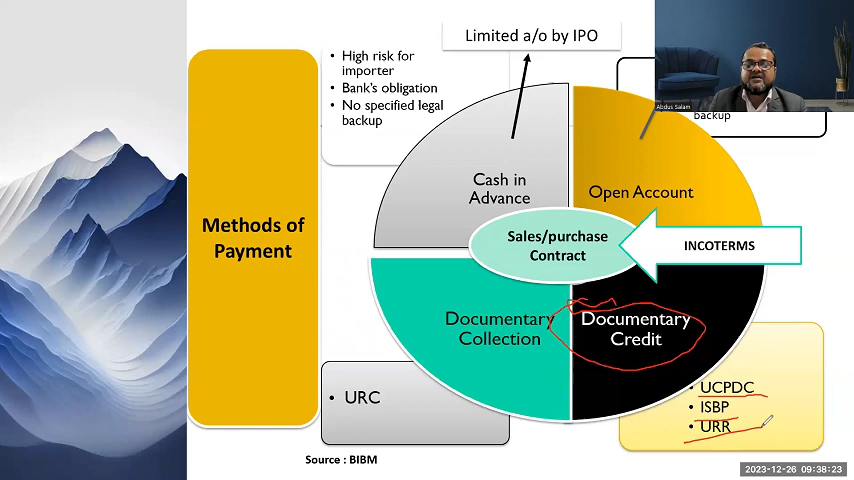 Limited a/o by IPO
• High risk for
importer
• Bank's obligation
• No specified legal
backup
Abdus Salam
backup
Cash in
Advance
Open Account
Methods of
Payment
Sales/purchase
Contract
INCOTERMS
Documentary
Collection
Documentary
Credit
• URC
• UCPDC
• ISBP
• URR
Source : BIBM
2023-12-26 09:38:23